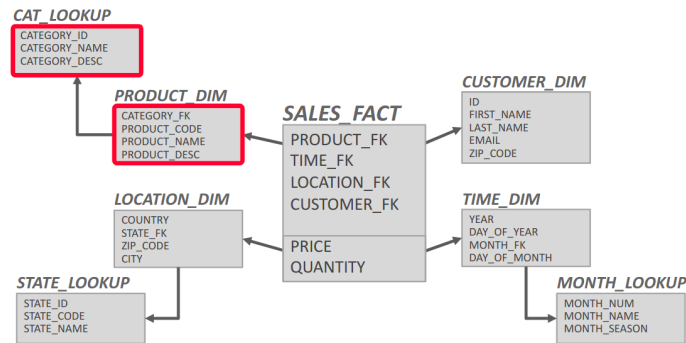 CAT_LOOKUP
CATEGORY_ID
CATEGORY_NAME
CATEGORY_DESC
PRODUCT_DIM
CATEGORY_FK
PRODUCT_CODE
PRODUCT_NAME
PRODUCT_DESC
SALES_FACT
PRODUCT_FK
TIME_FK
LOCATION_FK
CUSTOMER_FK
PRICE
QUANTITY
CUSTOMER_DIM
ID
FIRST_NAME
LAST_NAME
EMAIL
ZIP_CODE
LOCATION_DIM
COUNTRY
STATE_FK
ZIP_CODE
CITY
TIME_DIM
YEAR
DAY_OF_YEAR
MONTH_FK
DAY_OF_MONTH
STATE_LOOKUP
STATE_ID
STATE_CODE
STATE_NAME
MONTH_LOOKUP
MONTH_NUM
MONTH_NAME
MONTH_SEASON